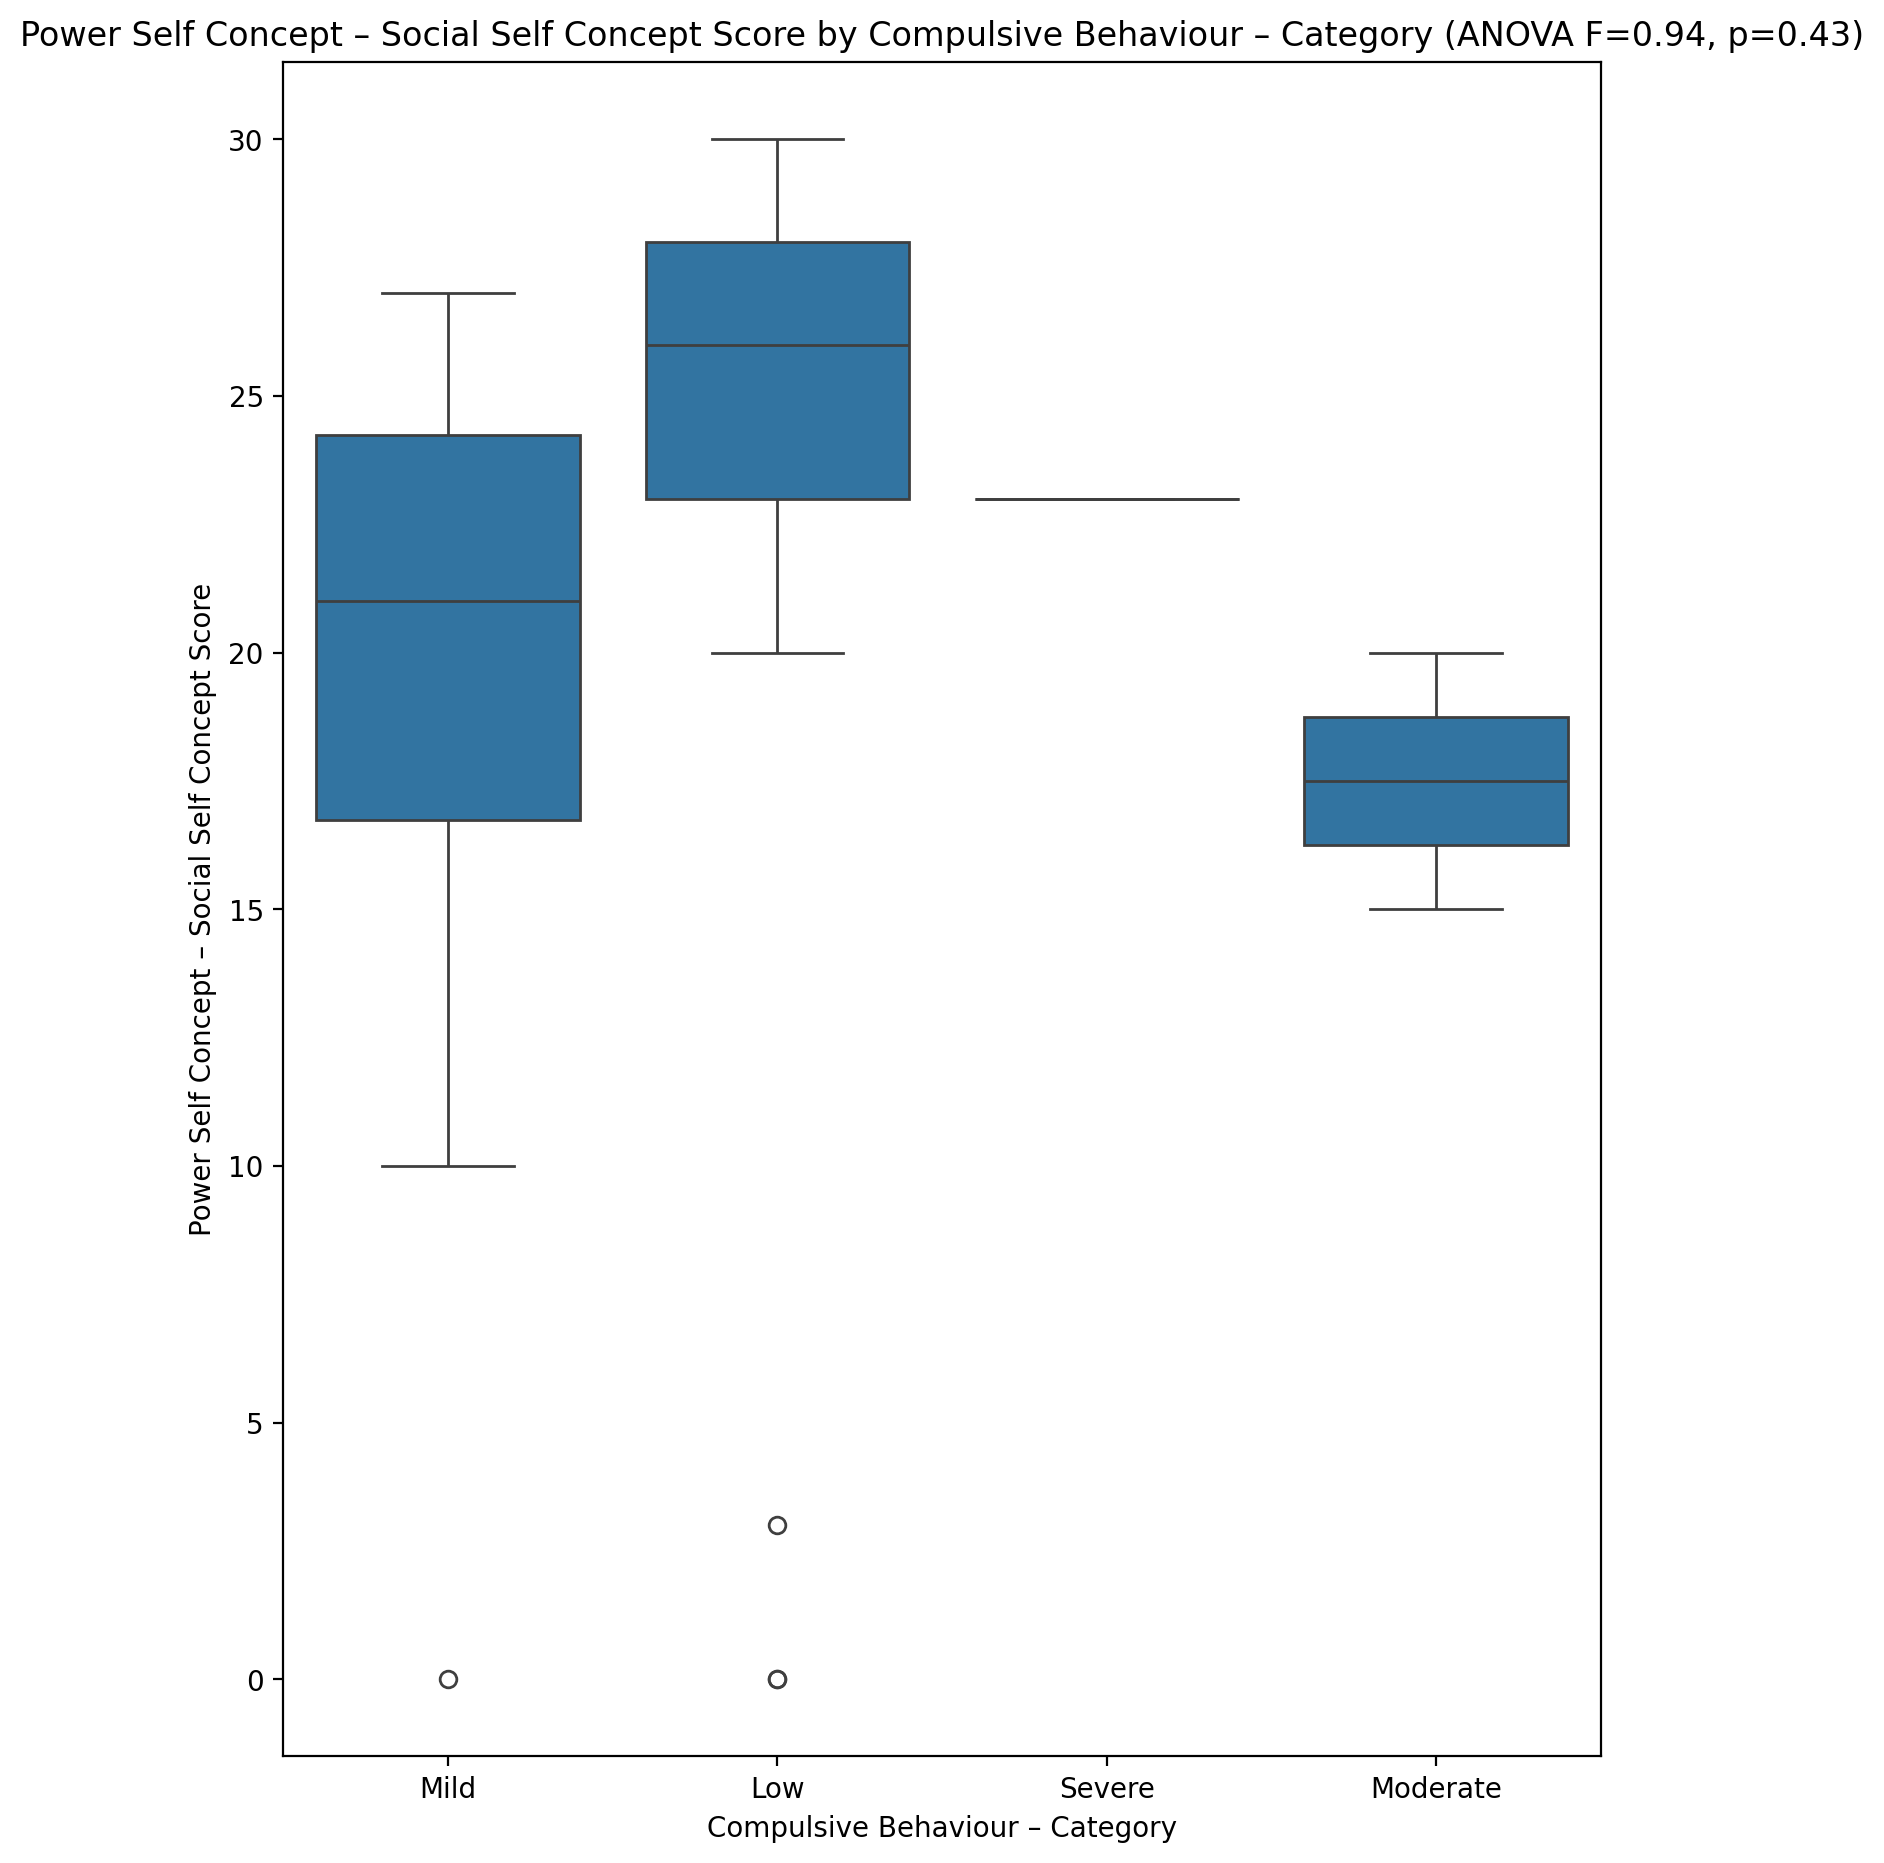 Power Self Concept – Social Self Concept Score by Compulsive Behaviour – Category (ANOVA F=0.94, p=0.43)
Power Self Concept – Social Self Concept Score
30
25
20
15
10
5
0
Mild
Low
Severe
Moderate
Compulsive Behaviour – Category